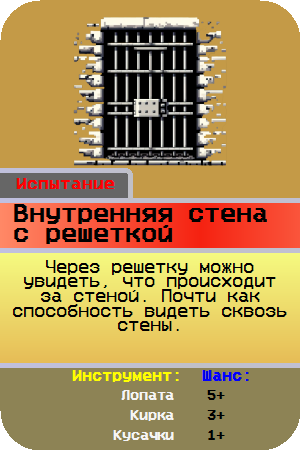 Испытание
Внутренняя стена
с решеткой
Через решетку можно
увидеть, что происходит
за стеной. Почти как
способность видеть сквозь
стены.
Инструмент: Шанс:
Лопата 5+
Кирка 3+
Кусачки 1+